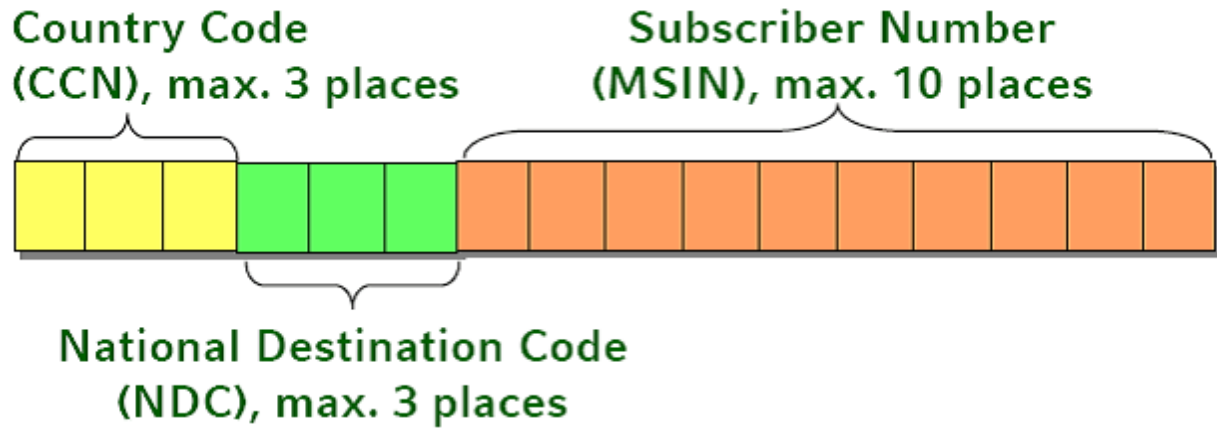 Country Code
(CCN), max. 3 places
Subscriber Number
(MSIN), max. 10 places
National Destination Code
(NDC), max. 3 places